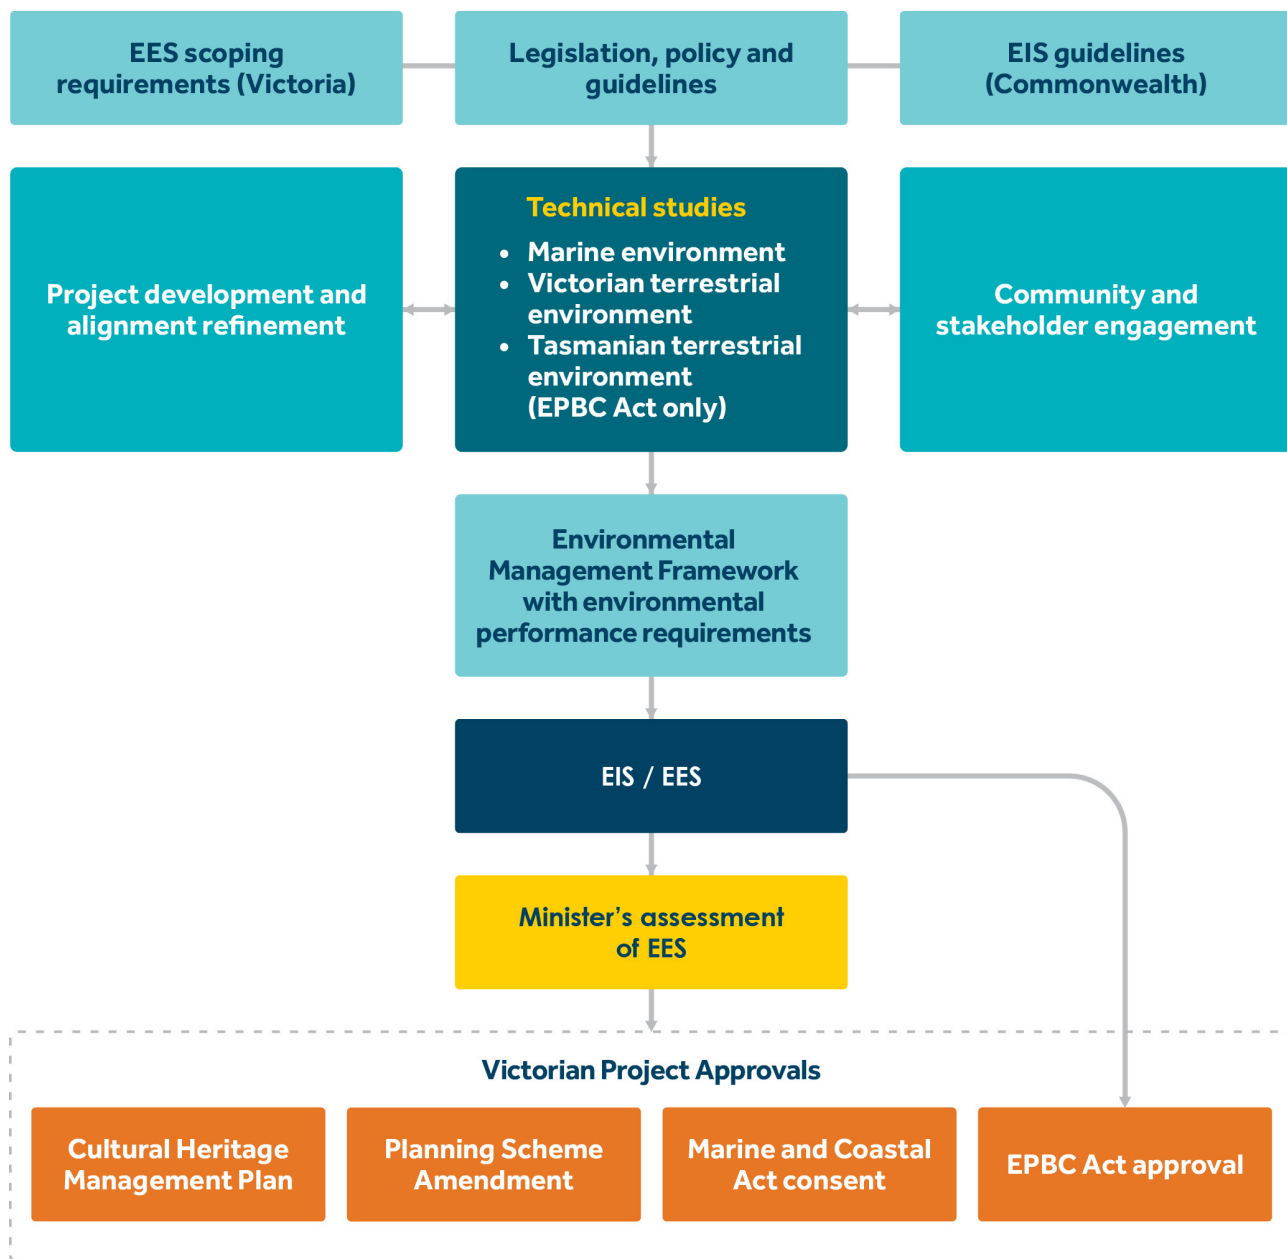 EES scoping
requirements (Victoria)
Legislation, policy and
guidelines
EIS guidelines
(Commonwealth)
Project development and
alignment refinement
Technical studies
• Marine environment
• Victorian terrestrial
environment
• Tasmanian terrestrial
environment
(EPBC Act only)
Community and
stakeholder engagement
Environmental
Management Framework
with environmental
performance requirements
EIS / EES
Minister’s assessment
of EES
Victorian Project Approvals
Cultural Heritage
Management Plan
Planning Scheme
Amendment
Marine and Coastal
Act consent
EPBC Act approval